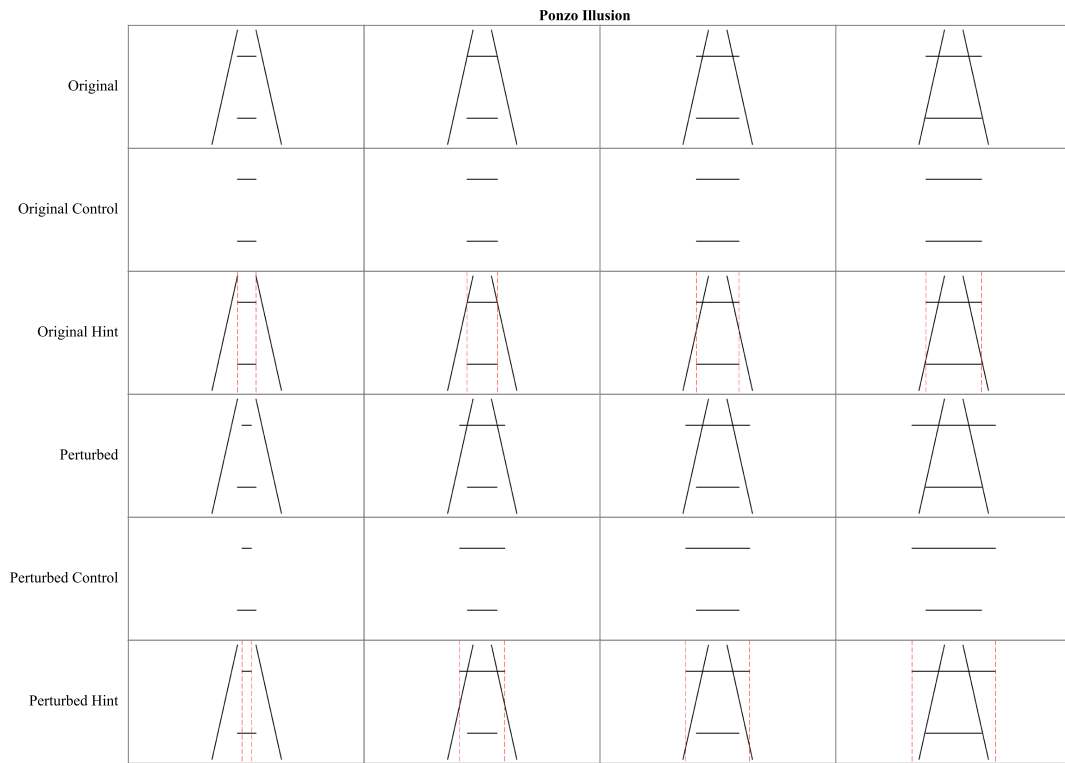 Ponzo Illusion
Original
Original Control
Original Hint
Perturbed
Perturbed Control
Perturbed Hint